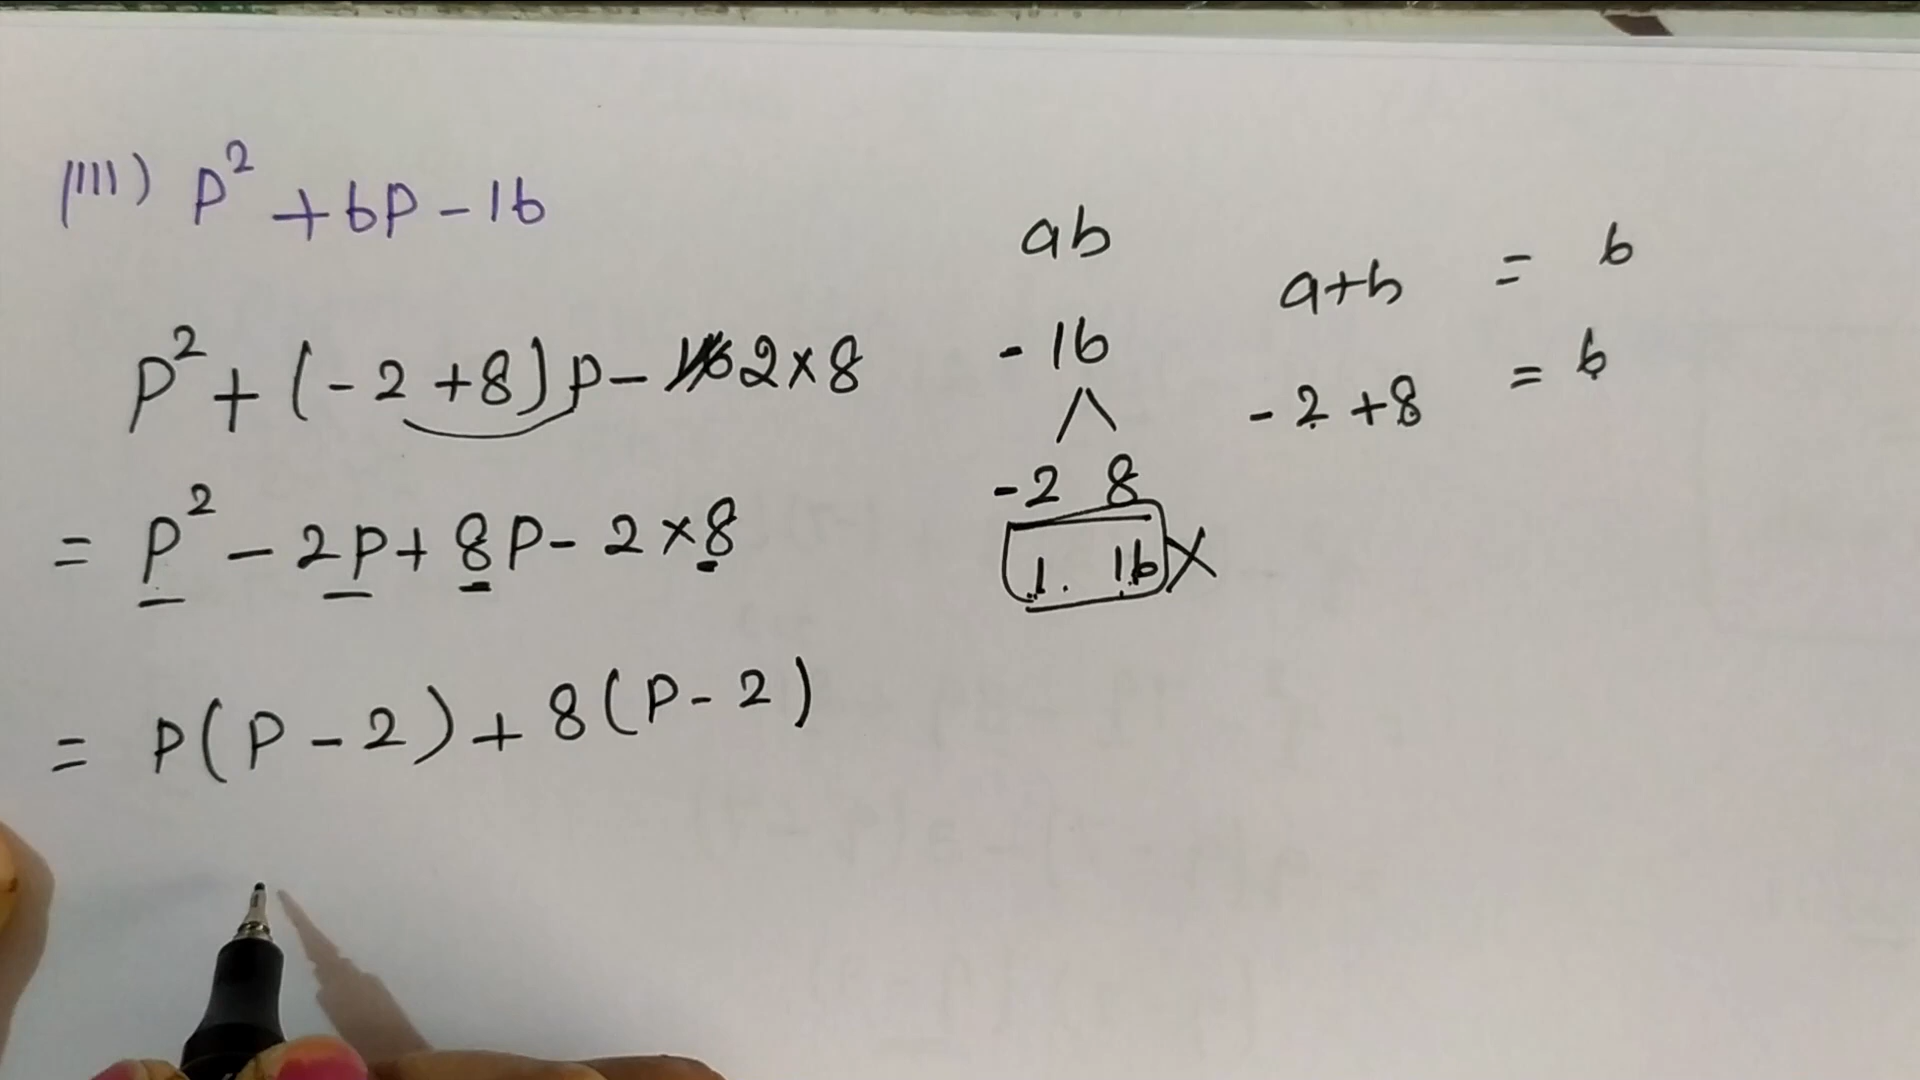 (iii) p² + 6p - 16
p² + (-2 + 8)p - 2 × 8
= p² - 2p + 8p - 2 × 8
= p(p - 2) + 8(p - 2)
ab
-16
-2 8
1. 16 ×
a+b = 6
-2 + 8 = 6